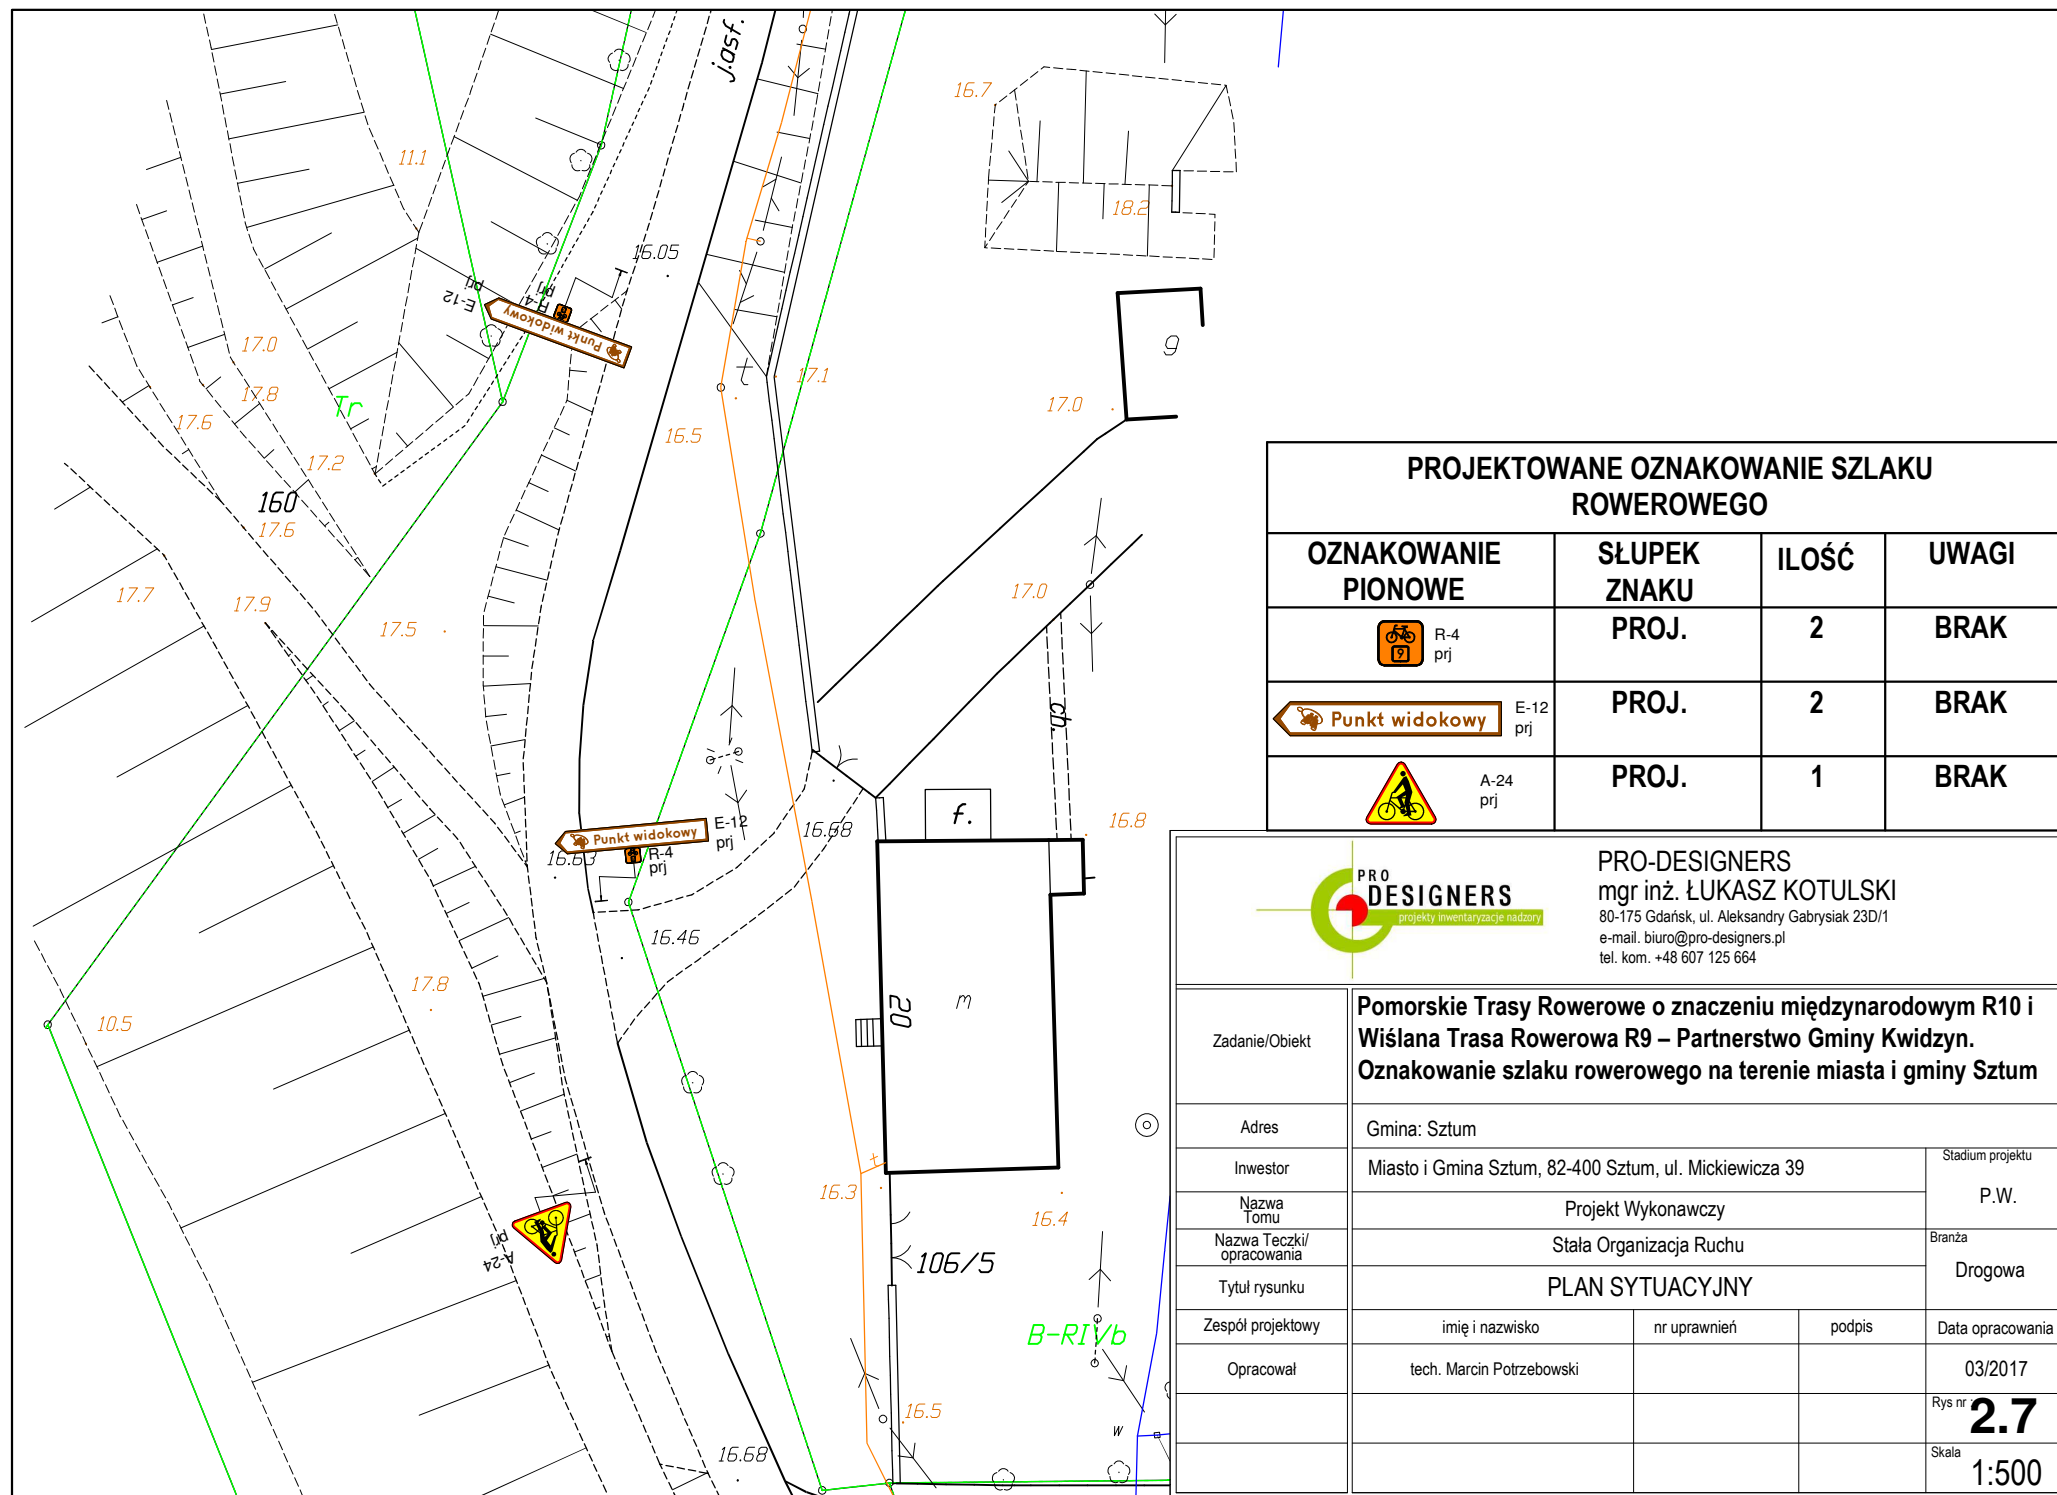 jasf.
16.7
11.1
18.2
16.05
E-12
prj
R-4
prj
Punkt widokowy
g
17.0
17.1
17.8
17.0
Tr
17.6
16.5
17.2
160
17.6
17.7
17.9
17.5
17.0
cb.
f.
16.8
16.68
Punkt widokowy
E-12
prj
R-4
prj
16.63
16.46
17.8
10.5
20
m
16.3
16.4
A-24
prj
106/5
B-RIVb
16.5
w
16.68
PROJEKTOWANE OZNAKOWANIE SZLAKU
ROWEROWEGO
OZNAKOWANIE
PIONOWE
SŁUPEK
ZNAKU
ILOŚĆ
UWAGI
9
R-4
prj
PROJ.
2
BRAK
Punkt widokowy
E-12
prj
PROJ.
2
BRAK
A-24
prj
PROJ.
1
BRAK
PRO
DESIGNERS
projekty inwentaryzacje nadzory
PRO-DESIGNERS
mgr inż. ŁUKASZ KOTULSKI
80-175 Gdańsk, ul. Aleksandry Gabrysiak 23D/1
e-mail. biuro@pro-designers.pl
tel. kom. +48 607 125 664
Zadanie/Obiekt
Pomorskie Trasy Rowerowe o znaczeniu międzynarodowym R10 i
Wiślana Trasa Rowerowa R9 – Partnerstwo Gminy Kwidzyn.
Oznakowanie szlaku rowerowego na terenie miasta i gminy Sztum
Adres
Gmina: Sztum
Inwestor
Miasto i Gmina Sztum, 82-400 Sztum, ul. Mickiewicza 39
Stadium projektu
P.W.
Nazwa
Tomu
Projekt Wykonawczy
Nazwa Teczki/
opracowania
Stała Organizacja Ruchu
Branża
Drogowa
Tytuł rysunku
PLAN SYTUACYJNY
Zespół projektowy
imię i nazwisko
nr uprawnień
podpis
Data opracowania
Opracował
tech. Marcin Potrzebowski
03/2017
Rys nr :
2.7
Skala
1:500